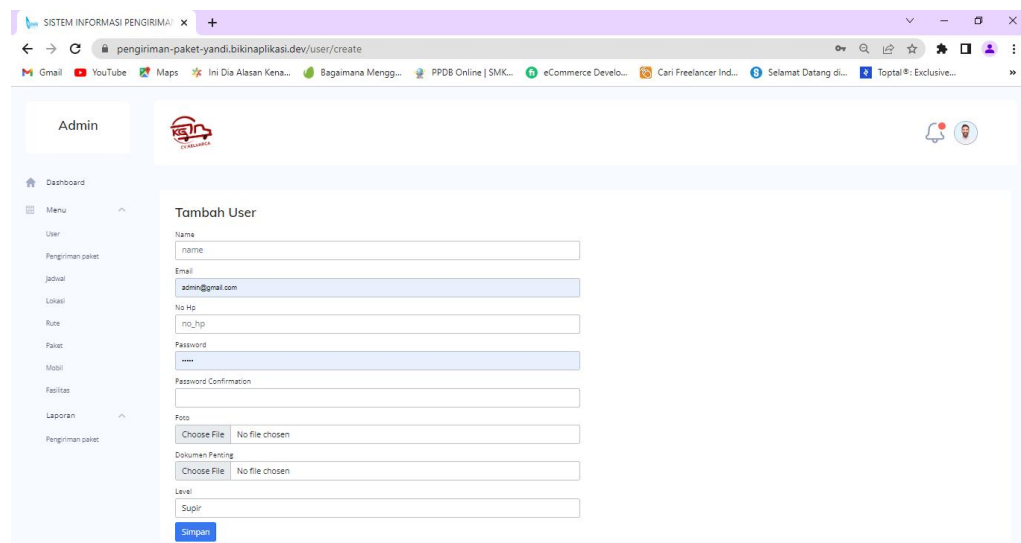 SISTEM INFORMASI PENGIRIMA
pengiriman-paket-yandi.bikinaplikasi.dev/user/create
Gmail YouTube Maps Ini Dia Alasan Kena... Bagaimana Mengg... PPDB Online | SMK... eCommerce Develo... Cari Freelancer Ind... Selamat Datang di... Toptal®: Exclusive...
Admin
Dashboard
Menu
User
Pengiriman paket
Jadwal
Lokasi
Rute
Paket
Mobil
Fasilitas
Laporan
Pengiriman paket
CV.KELUARGA
Tambah User
Name
name
Email
admin@gmail.com
No Hp
no_hp
Password
•••••
Password Confirmation
Foto
Choose File No file chosen
Dokumen Penting
Choose File No file chosen
Level
Supir
Simpan